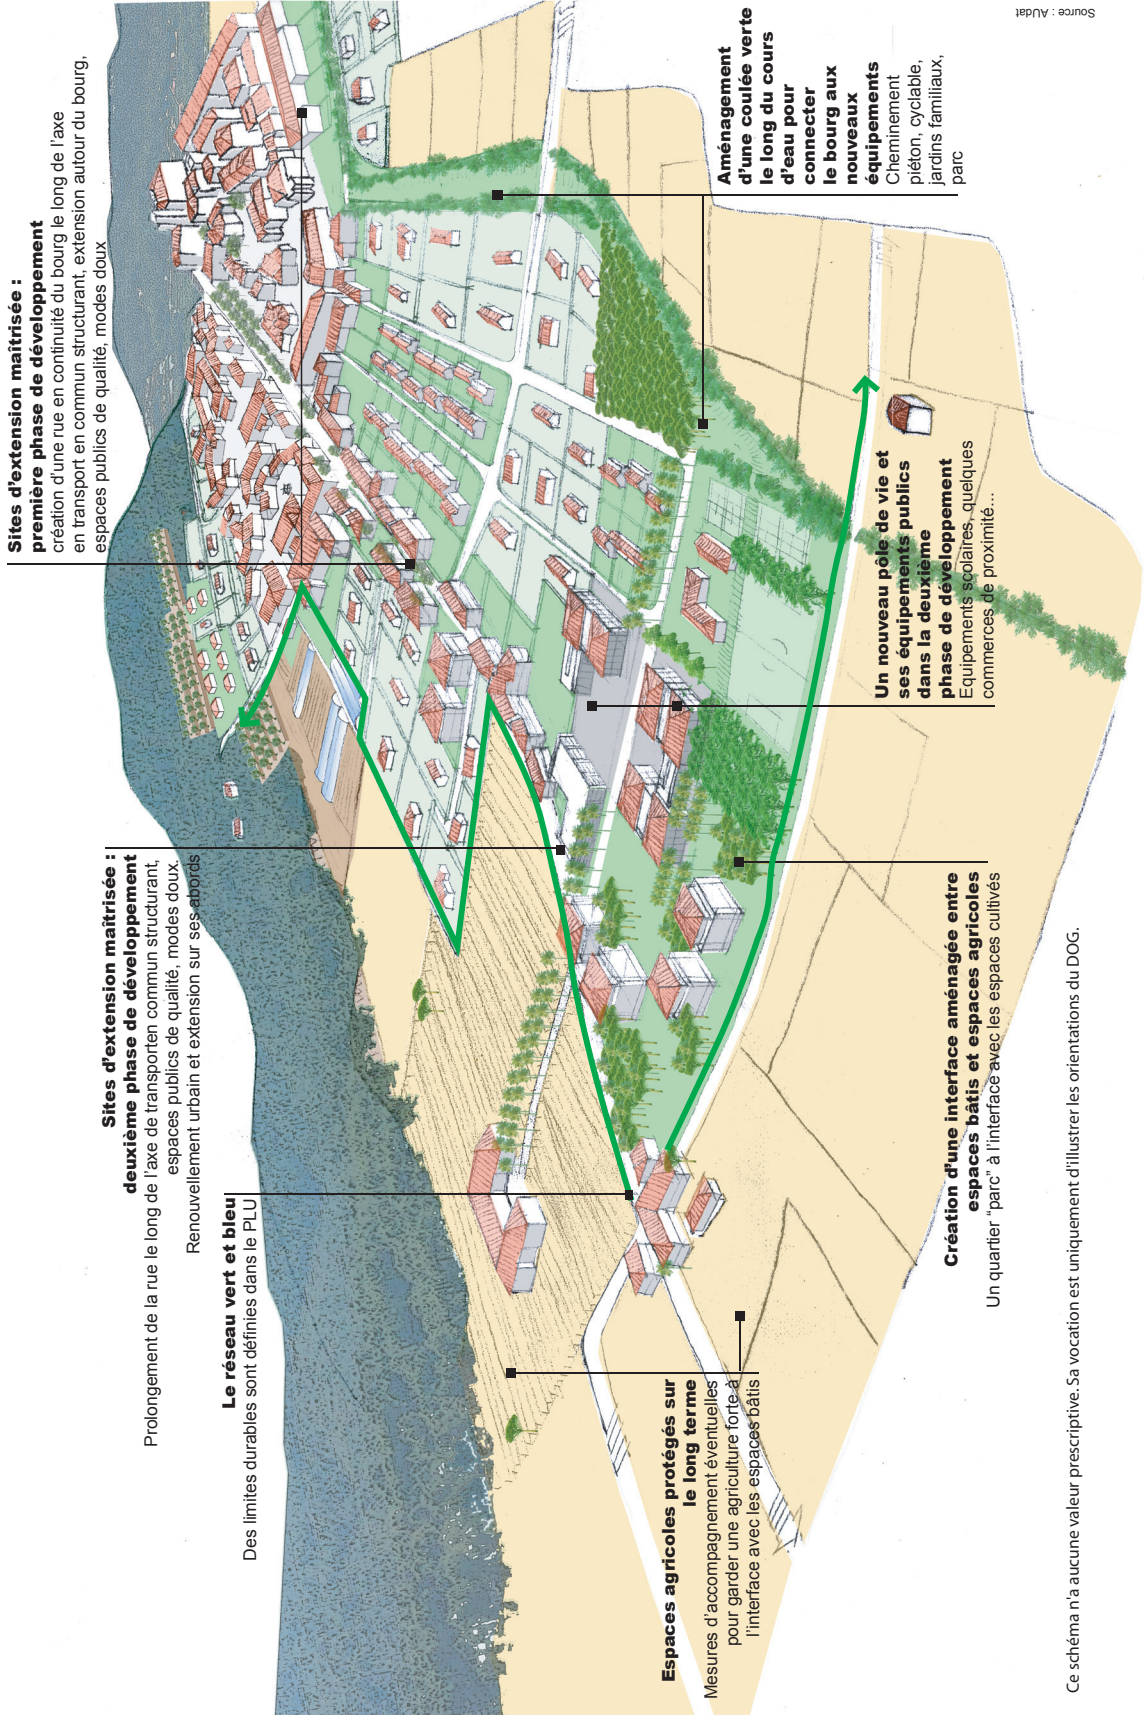 Sites d'extension maîtrisée :
première phase de développement
création d'une rue en continuité du bourg le long de l'axe
en transport en commun structurant, extension autour du bourg,
espaces publics de qualité, modes doux
Sites d'extension maîtrisée :
deuxième phase de développement
Prolongement de la rue le long de l'axe de transporten commun structurant,
espaces publics de qualité, modes doux.
Renouvellement urbain et extension sur ses abords
Le réseau vert et bleu
Des limites durables sont définies dans le PLU
Espaces agricoles protégés sur
le long terme
Mesures d'accompagnement éventuelles
pour garder une agriculture forte à
l'interface avec les espaces bâtis
Création d'une interface aménagée entre
espaces bâtis et espaces agricoles
Un quartier "parc" à l'interface avec les espaces cultivés
Un nouveau pôle de vie et
ses équipements publics
dans la deuxième
phase de développement
Equipements scolaires, quelques
commerces de proximité...
Aménagement
d'une coulée verte
le long du cours
d'eau pour
connecter
le bourg aux
nouveaux
équipements
Cheminement
piéton, cyclable,
jardins familiaux,
parc
Ce schéma n'a aucune valeur prescriptive. Sa vocation est uniquement d'illustrer les orientations du DOG.
Source : AUdat